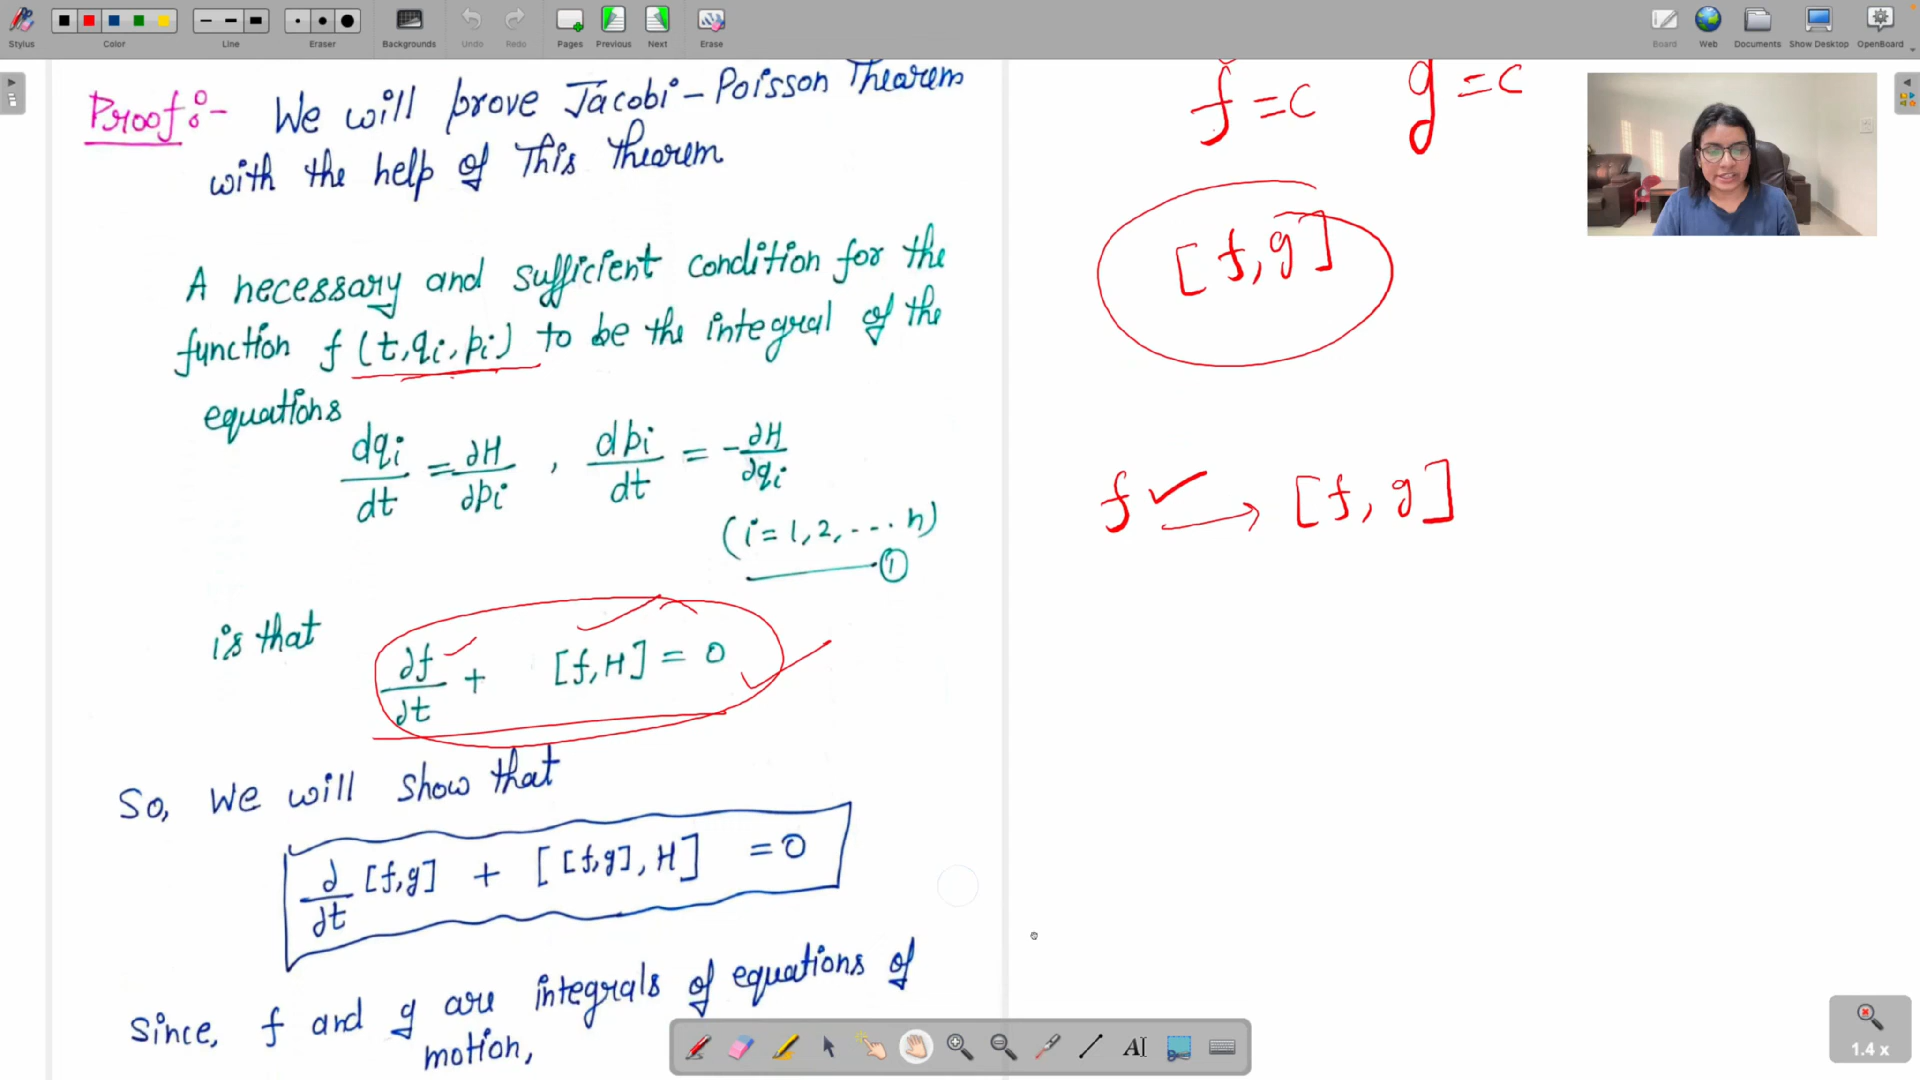 Stylus
Color
Line
Eraser
Backgrounds
Undo
Redo
Pages
Previous
Next
Erase
Board
Web
Documents
Show Desktop
OpenBoard
Proof:- We will prove Jacobi-Poisson Theorem
with the help of This Theorem
A necessary and sufficient condition for the
function f (t, qi, pi) to be the integral of the
equations
dqi/dt = ∂H/∂pi , dpi/dt = -∂H/∂qi
(i = 1, 2, ... n)
①
is that
∂f/∂t + [f, H] = 0
So, We will show that
∂/∂t [f,g] + [[f,g], H] = 0
Since, f and g are integrals of equations of
motion,
f = c g = c
[f, g]
f ✓ → [f, g]
AI
1.4 x